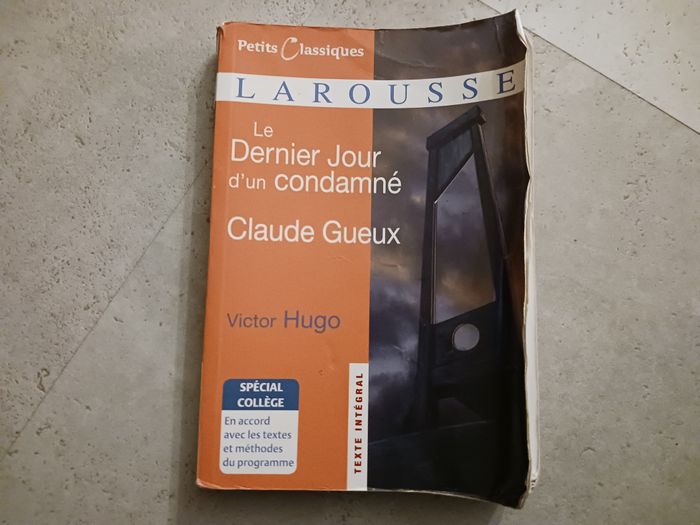 Petits Classiques
LAROUSSE
Le
Dernier Jour
d'un condamné
Claude Gueux
Victor Hugo
SPÉCIAL
COLLÈGE
En accord
avec les textes
et méthodes
du programme
TEXTE INTÉGRAL